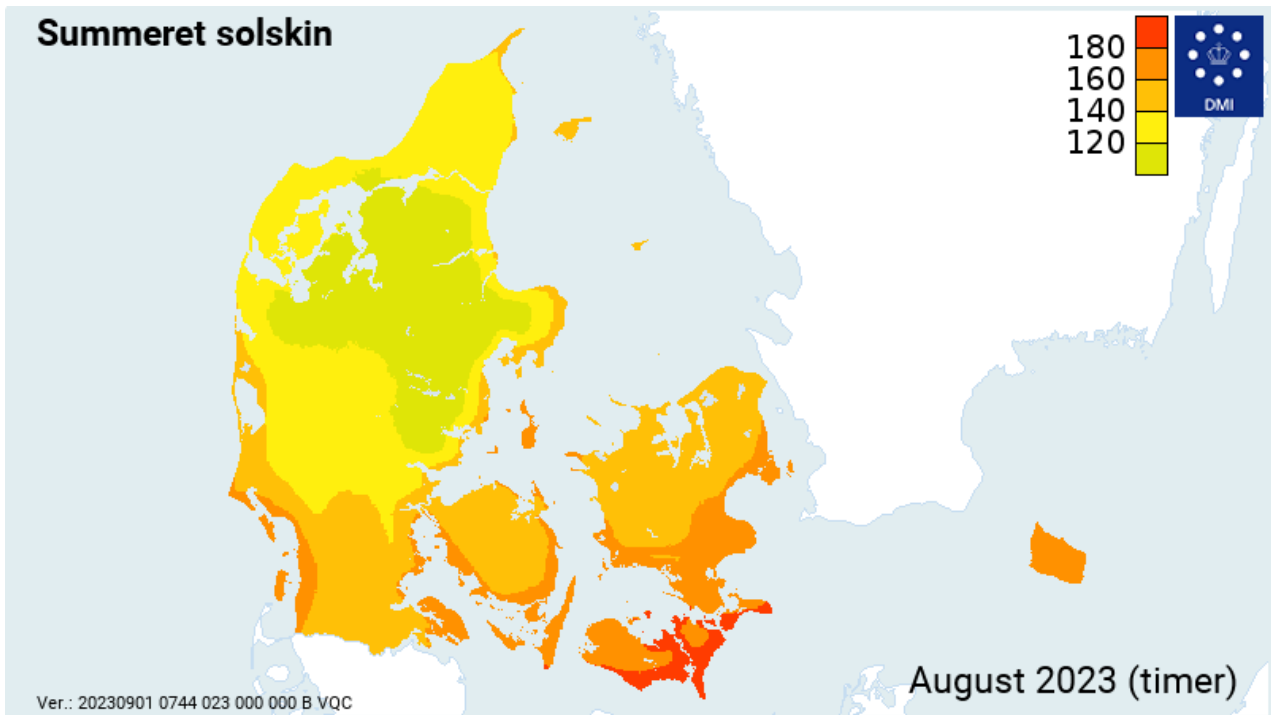 Summeret solskin
180
160
140
120
DMI
August 2023 (timer)
Ver.: 20230901 0744 023 000 000 B VQC